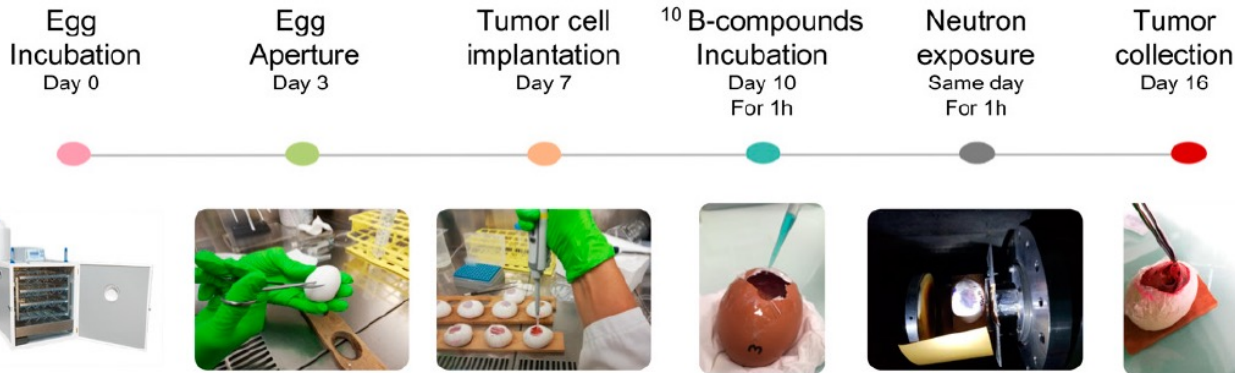 Egg
Incubation
Day 0
Egg
Aperture
Day 3
Tumor cell
implantation
Day 7
¹⁰ B-compounds
Incubation
Day 10
For 1h
Neutron
exposure
Same day
For 1h
Tumor
collection
Day 16
3